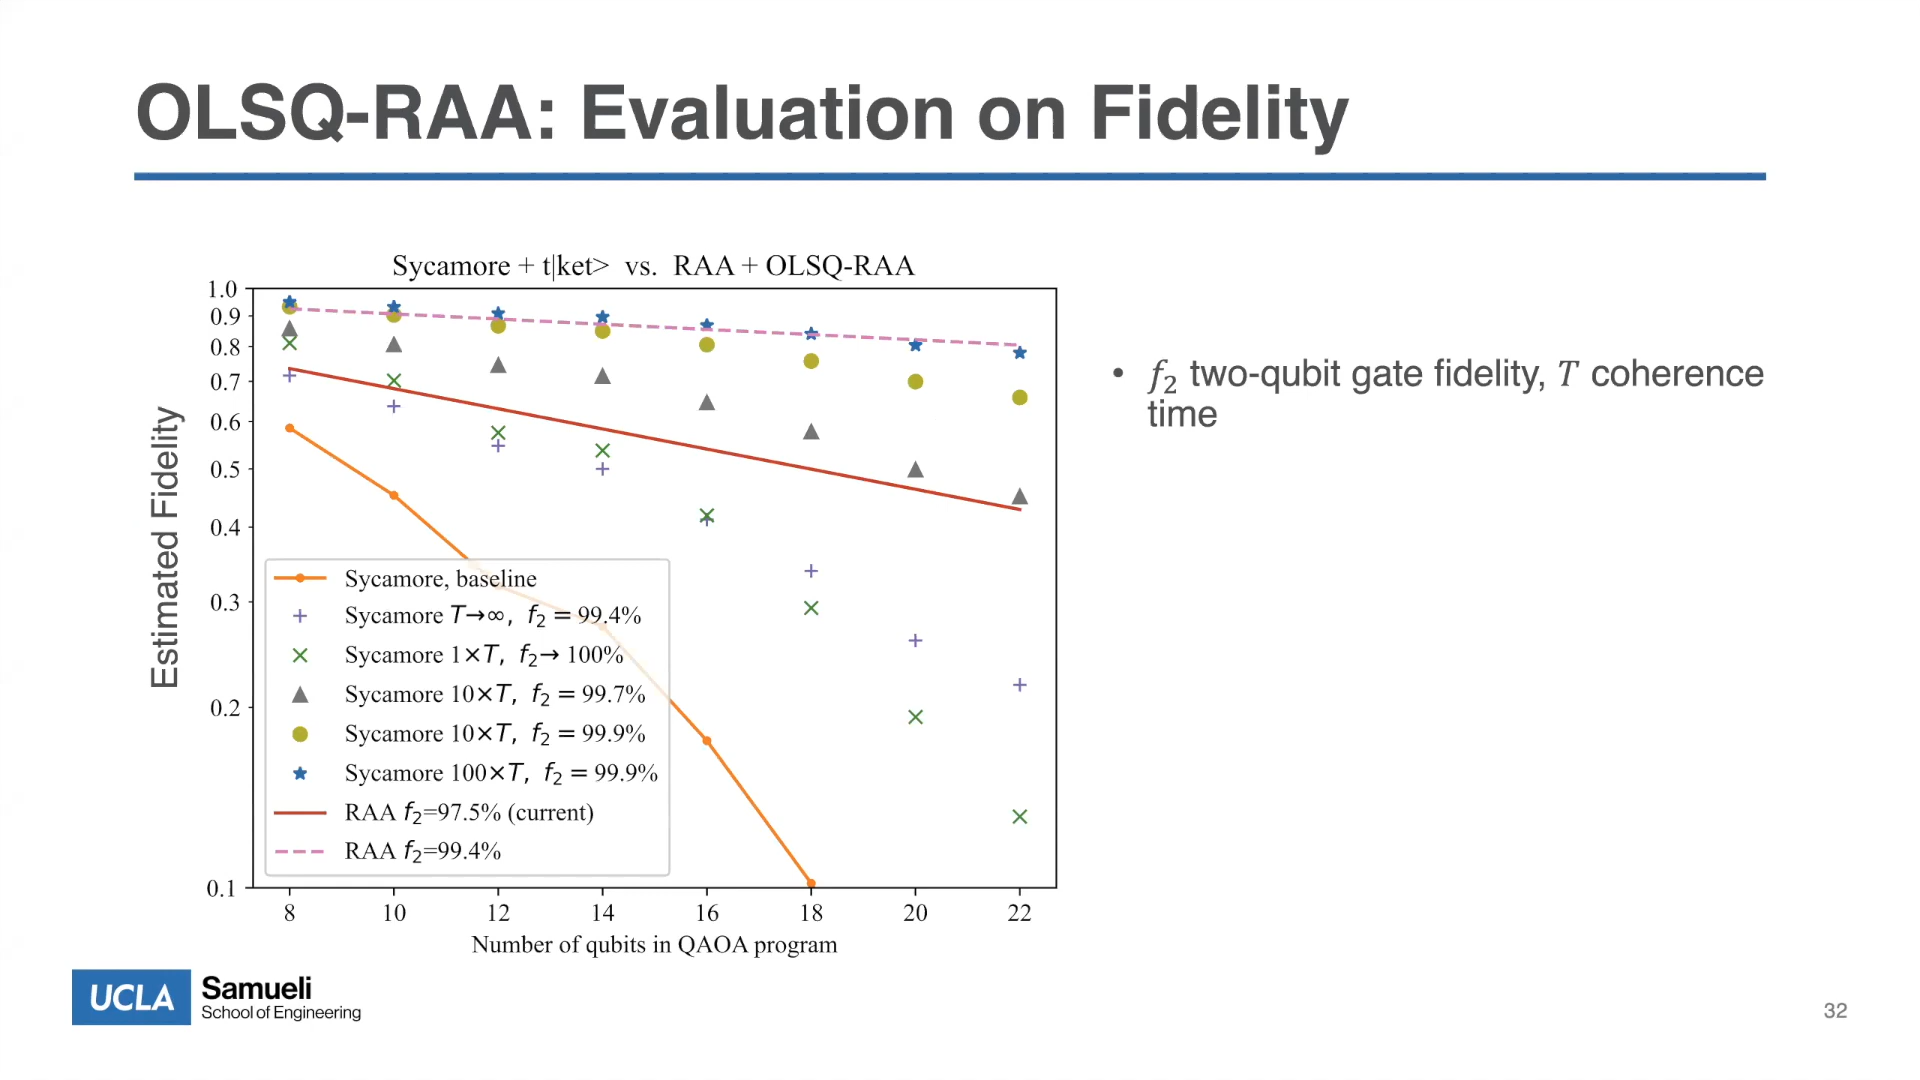 OLSQ-RAA: Evaluation on Fidelity
Sycamore + t|ket> vs. RAA + OLSQ-RAA
Estimated Fidelity
1.0
0.9
0.8
0.7
0.6
0.5
0.4
0.3
0.2
0.1
Sycamore, baseline
Sycamore T→∞, f₂ = 99.4%
Sycamore 1×T, f₂→ 100%
Sycamore 10×T, f₂ = 99.7%
Sycamore 10×T, f₂ = 99.9%
Sycamore 100×T, f₂ = 99.9%
RAA f₂=97.5% (current)
RAA f₂=99.4%
8 10 12 14 16 18 20 22
Number of qubits in QAOA program
• f₂ two-qubit gate fidelity, T coherence
time
UCLA
Samueli
School of Engineering
32